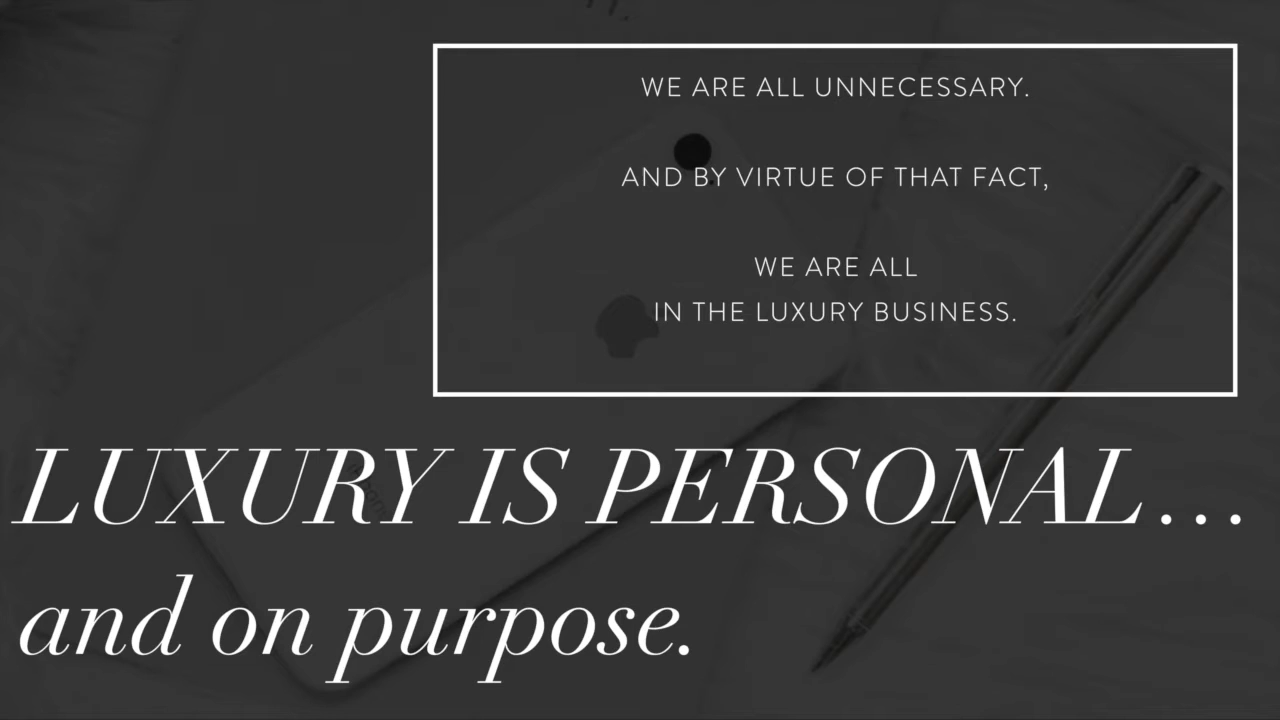 WE ARE ALL UNNECESSARY.
AND BY VIRTUE OF THAT FACT,
WE ARE ALL
IN THE LUXURY BUSINESS.
LUXURY IS PERSONAL...
and on purpose.